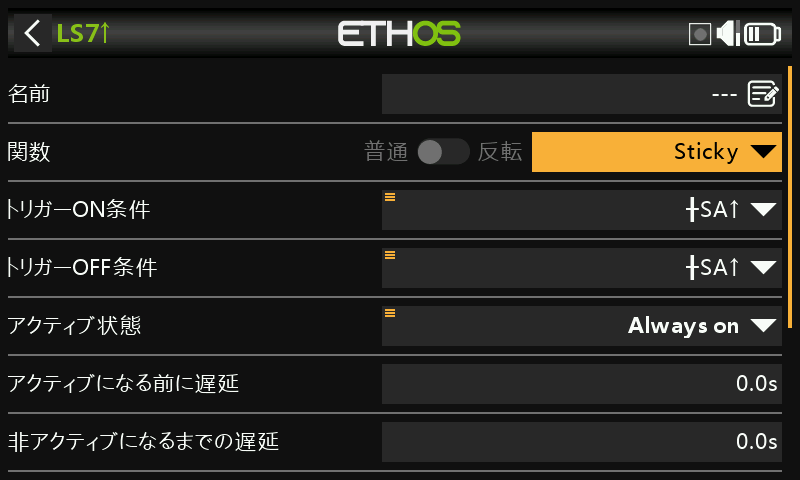 LS7↑
ETHOS
名前 ---
関数 普通 反転 Sticky
トリガーON条件 SA↑
トリガーOFF条件 SA↑
アクティブ状態 Always on
アクティブになる前に遅延 0.0s
非アクティブになるまでの遅延 0.0s